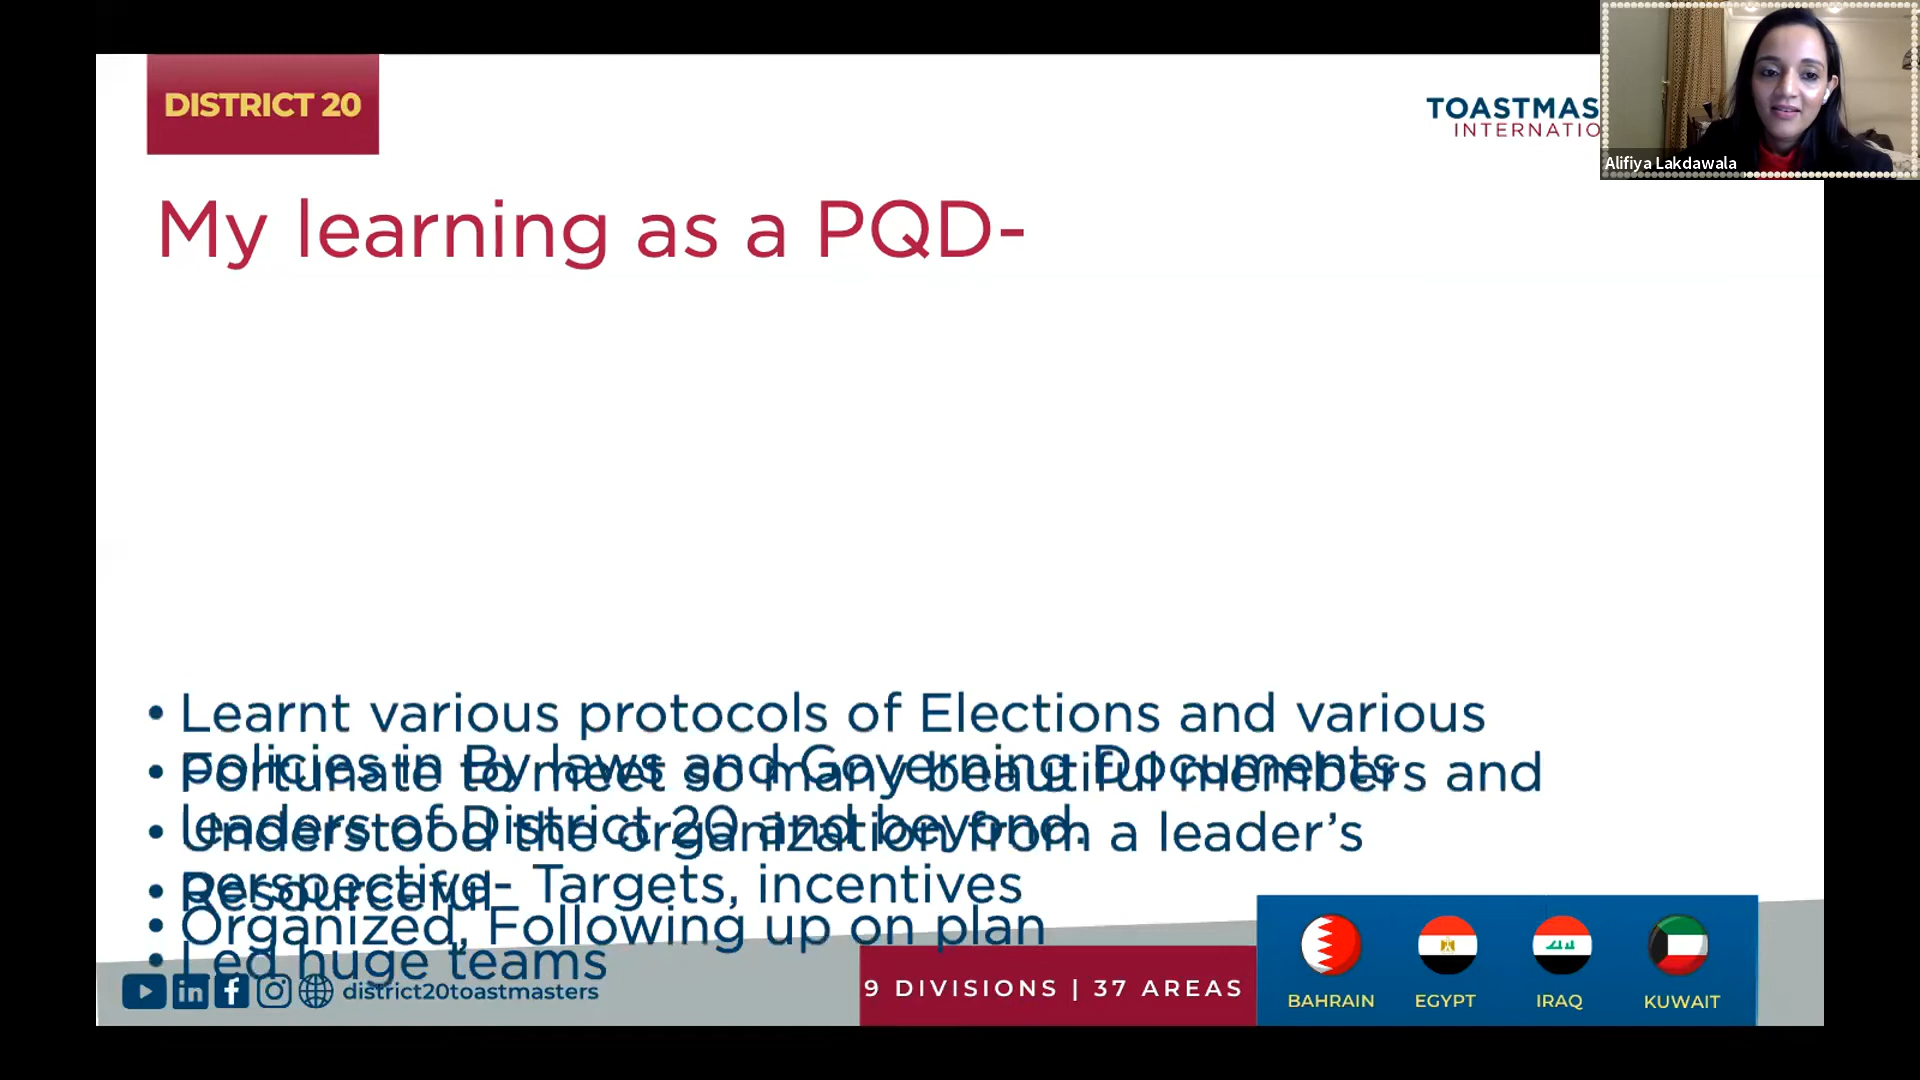 DISTRICT 20
TOASTMAS
INTERNATIO
Alifiya Lakdawala
My learning as a PQD-
• Learnt various protocols of Elections and various
policies in By laws and Governing Documents
• Fortunate to meet so many beautiful members and
leaders of District 20 and beyond.
• Understood the organization from a leader’s
perspective- Targets, incentives
• Resourceful
• Organized, Following up on plan
• Led huge teams
district20toastmasters
9 DIVISIONS | 37 AREAS
BAHRAIN EGYPT IRAQ KUWAIT